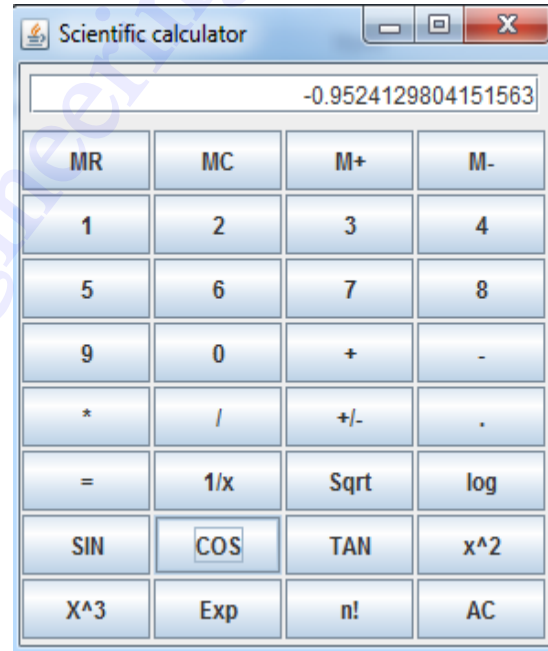 Scientific calculator
-0.9524129804151563
MR MC M+ M-
1 2 3 4
5 6 7 8
9 0 + -
* / +/- .
= 1/x Sqrt log
SIN COS TAN x^2
X^3 Exp n! AC